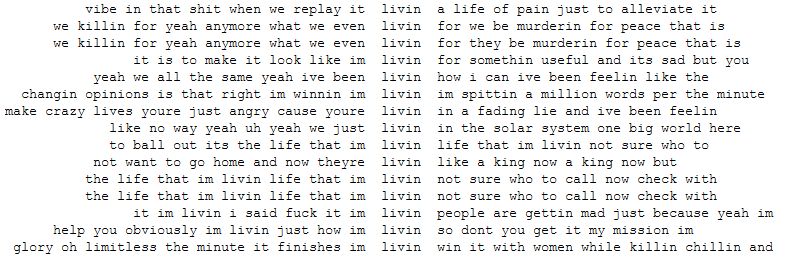 vibe in that shit when we replay it livin a life of pain just to alleviate it
we killin for yeah anymore what we even livin for we be murderin for peace that is
we killin for yeah anymore what we even livin for they be murderin for peace that is
it is to make it look like im livin for somethin useful and its sad but you
yeah we all the same yeah ive been livin how i can ive been feelin like the
changin opinions is that right im winnin im livin im spittin a million words per the minute
make crazy lives youre just angry cause youre livin in a fading lie and ive been feelin
like no way yeah uh yeah we just livin in the solar system one big world here
to ball out its the life that im livin life that im livin not sure who to
not want to go home and now theyre livin like a king now a king now but
the life that im livin life that im livin not sure who to call now check with
the life that im livin life that im livin not sure who to call now check with
it im livin i said fuck it im livin people are gettin mad just because yeah im
help you obviously im livin just how im livin so dont you get it my mission im
glory oh limitless the minute it finishes im livin win it with women while killin chillin and